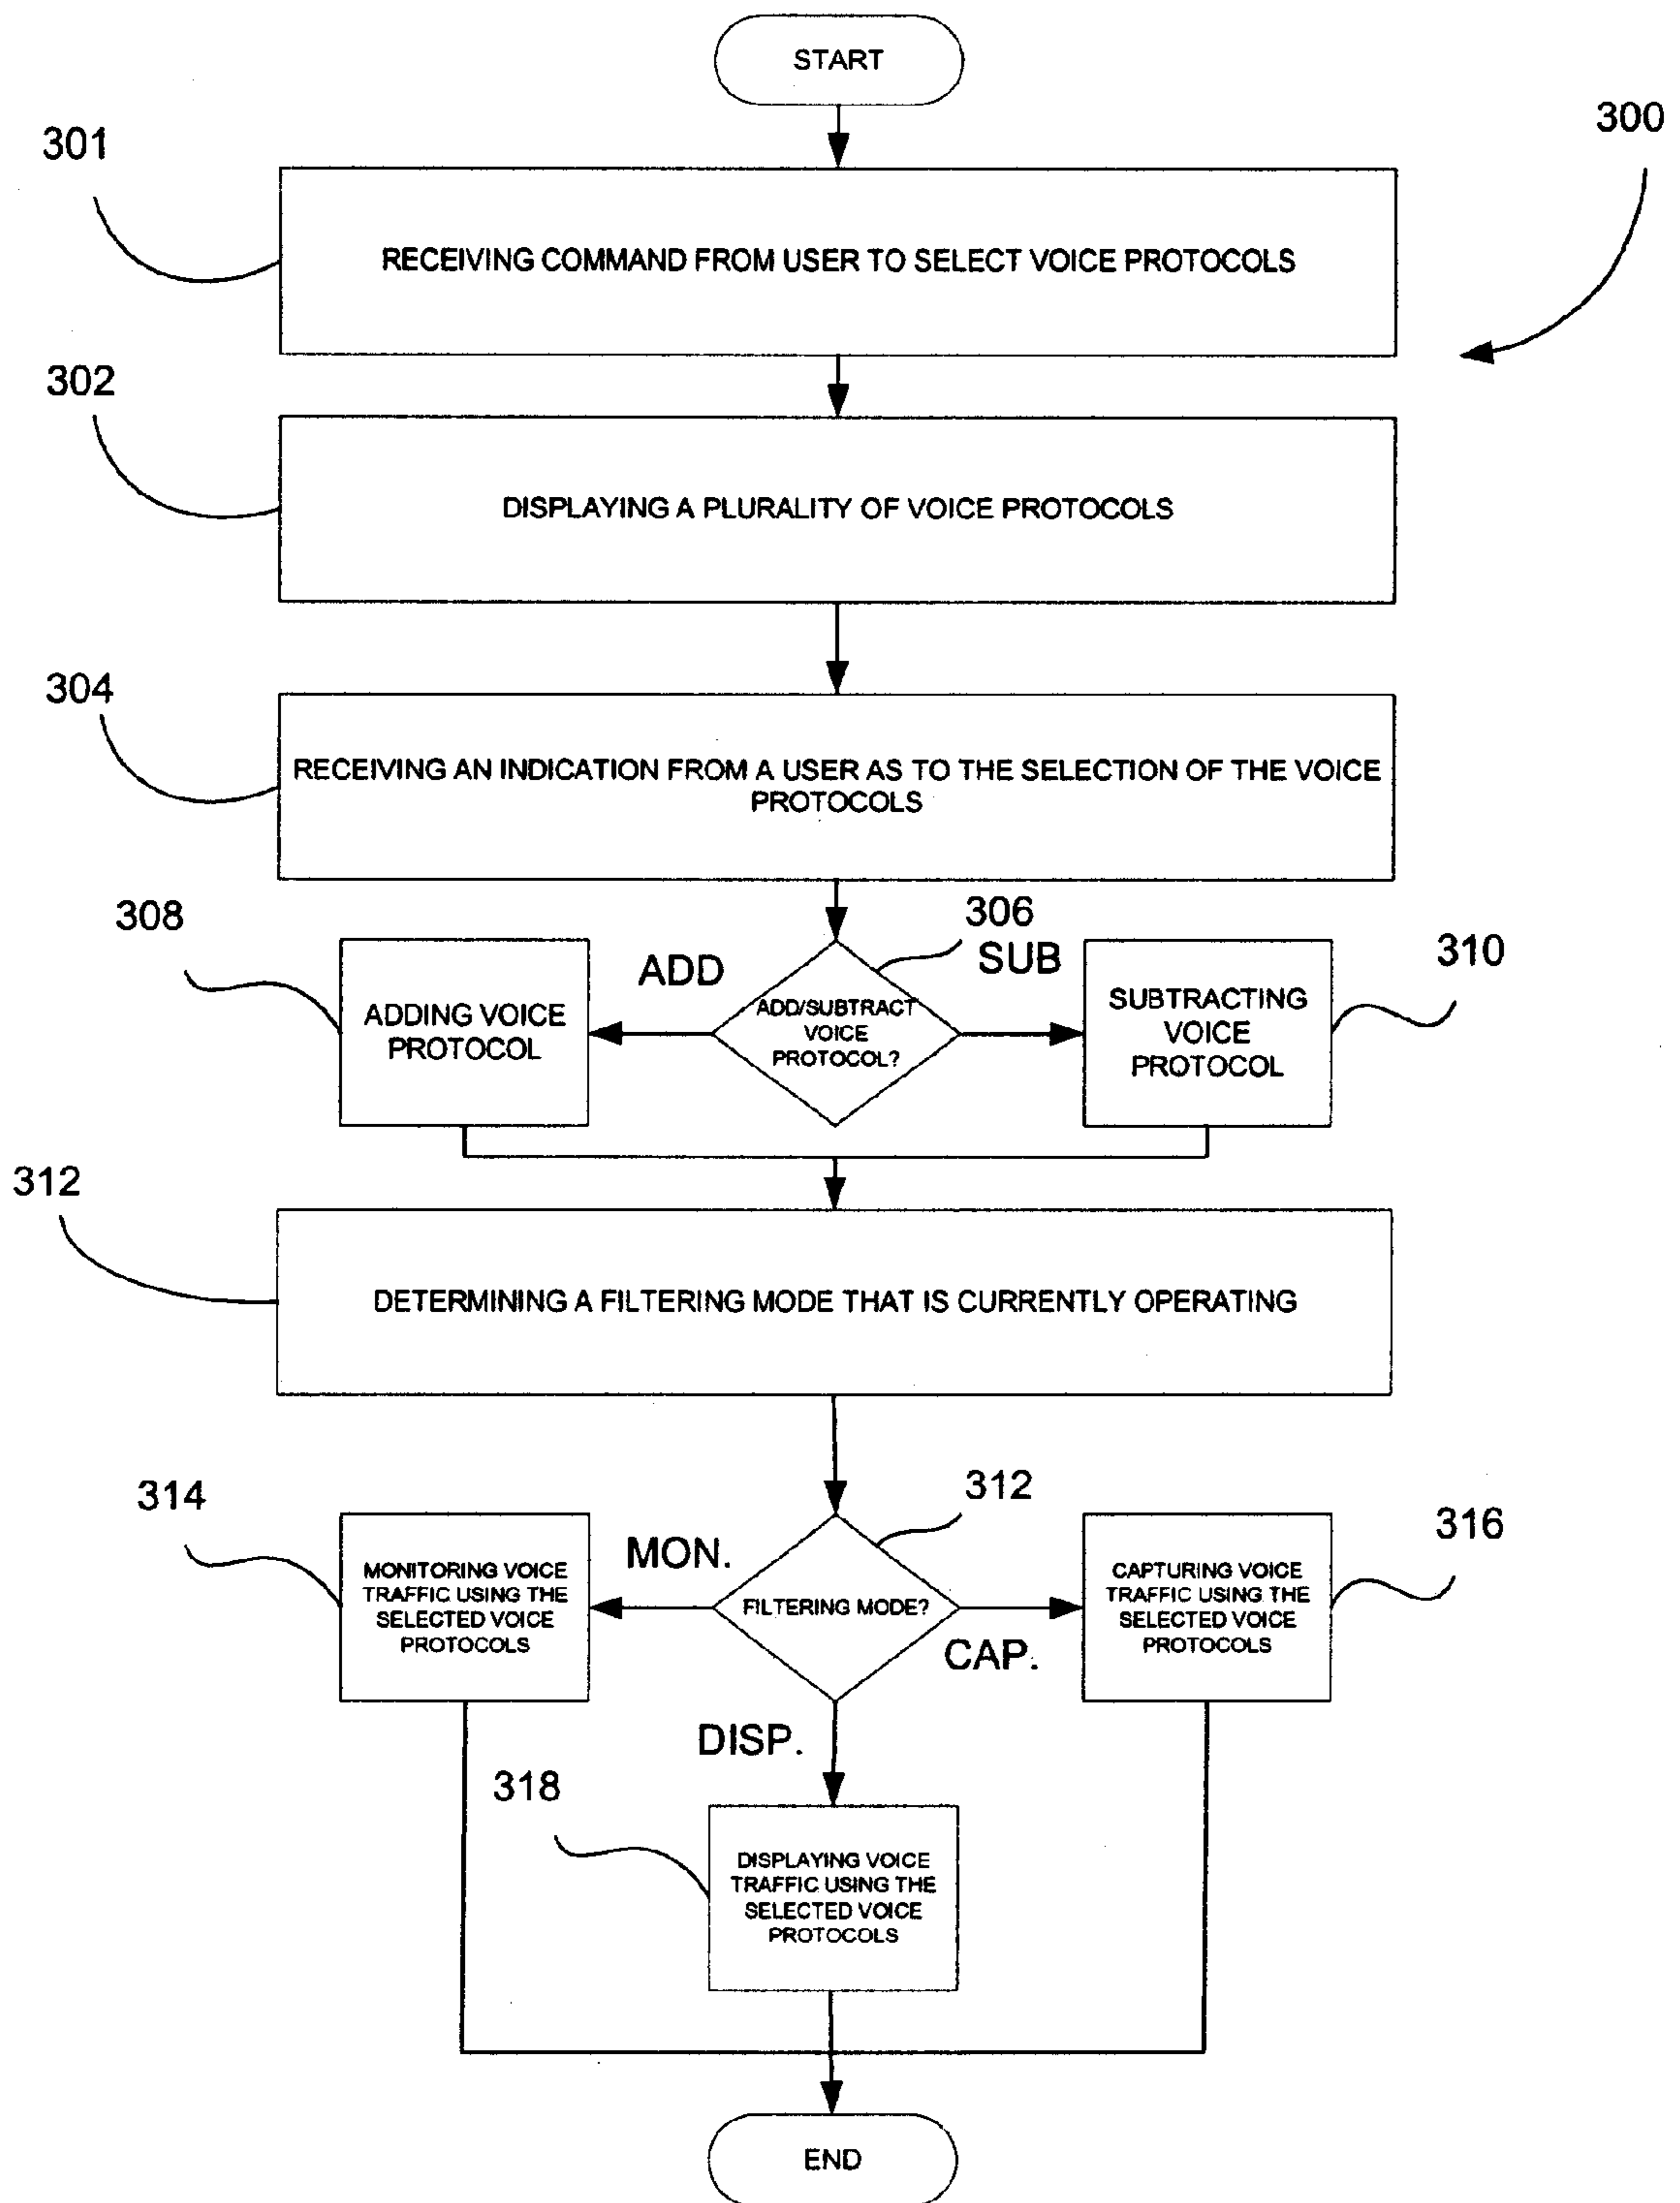 START
300
301
RECEIVING COMMAND FROM USER TO SELECT VOICE PROTOCOLS
302
DISPLAYING A PLURALITY OF VOICE PROTOCOLS
304
RECEIVING AN INDICATION FROM A USER AS TO THE SELECTION OF THE VOICE
PROTOCOLS
308
306
310
ADD
SUB
ADDING VOICE
PROTOCOL
ADD/SUBTRACT
VOICE
PROTOCOL?
SUBTRACTING
VOICE
PROTOCOL
312
DETERMINING A FILTERING MODE THAT IS CURRENTLY OPERATING
314
312
316
MON.
MONITORING VOICE
TRAFFIC USING THE
SELECTED VOICE
PROTOCOLS
FILTERING MODE?
CAPTURING VOICE
TRAFFIC USING THE
SELECTED VOICE
PROTOCOLS
CAP.
DISP.
318
DISPLAYING VOICE
TRAFFIC USING THE
SELECTED VOICE
PROTOCOLS
END